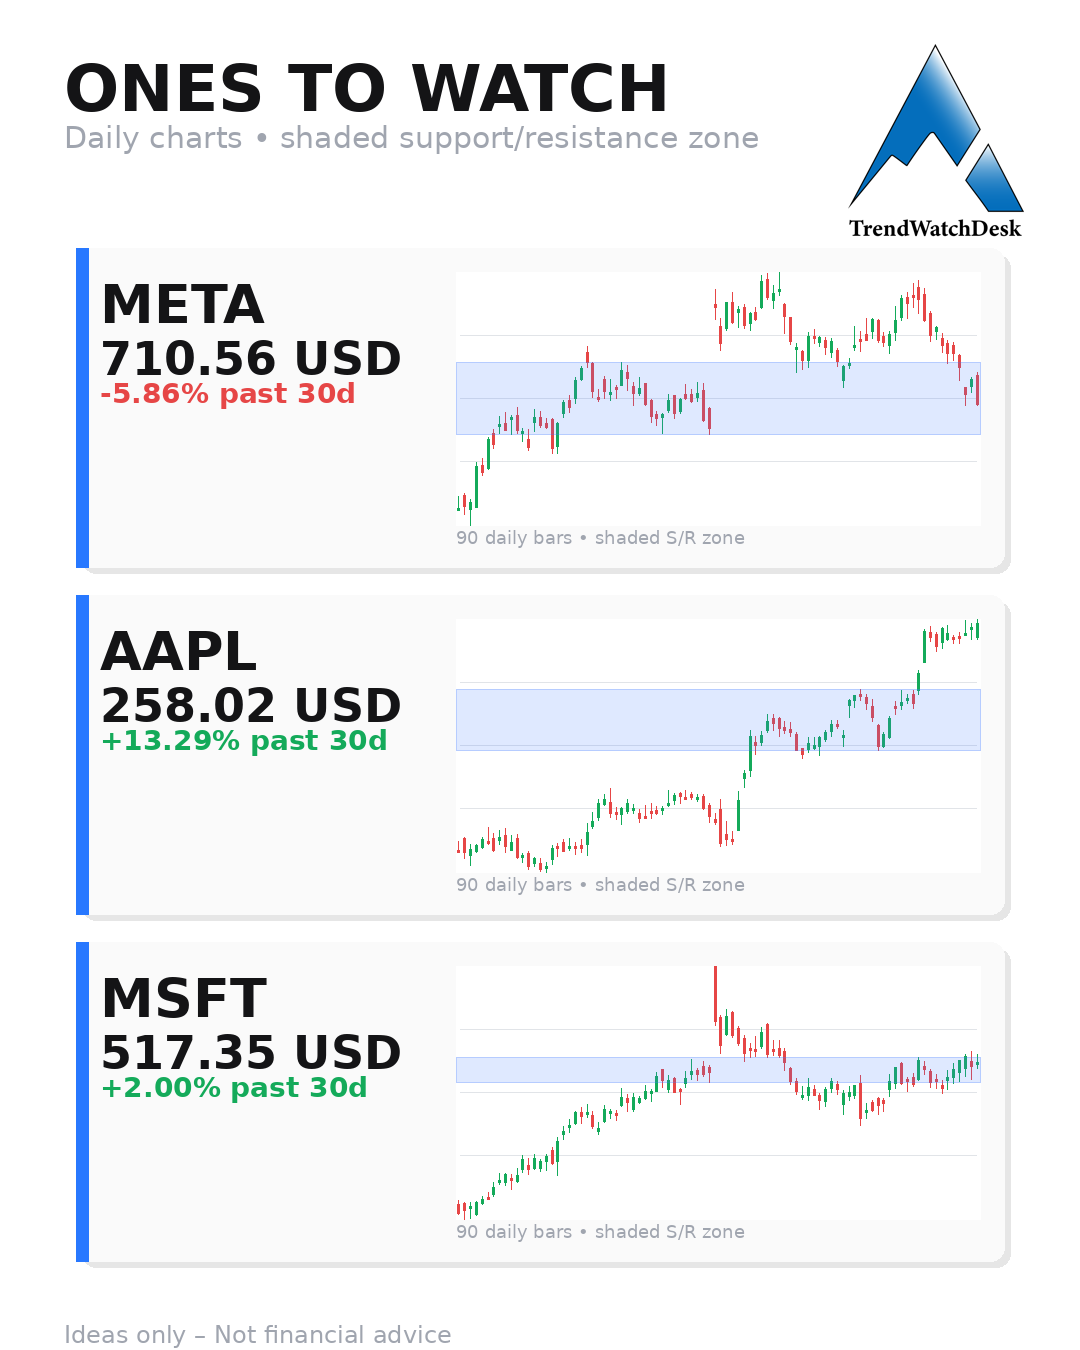 ONES TO WATCH
Daily charts • shaded support/resistance zone
TrendWatchDesk
META
710.56 USD
-5.86% past 30d
90 daily bars • shaded S/R zone
AAPL
258.02 USD
+13.29% past 30d
90 daily bars • shaded S/R zone
MSFT
517.35 USD
+2.00% past 30d
90 daily bars • shaded S/R zone
Ideas only – Not financial advice